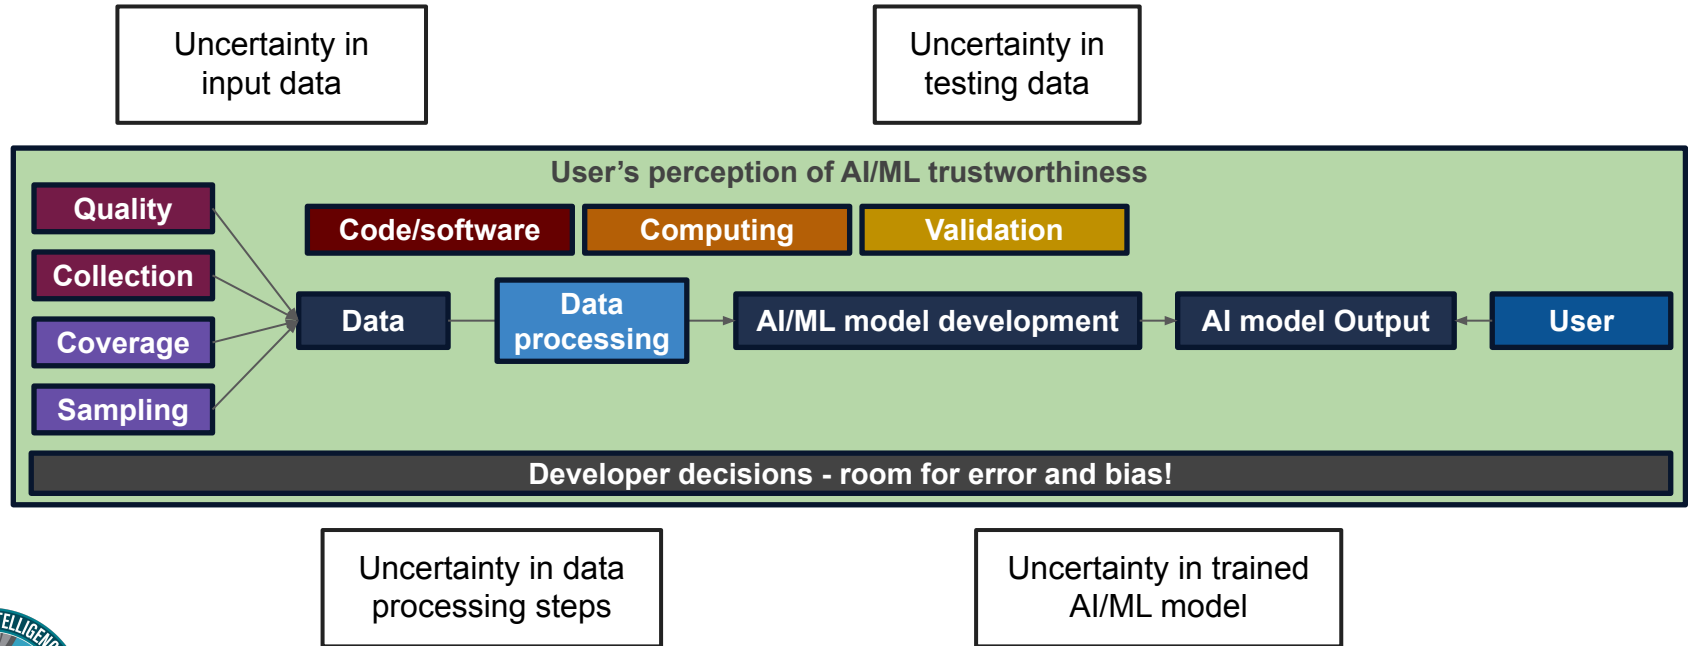 Uncertainty in
input data
Uncertainty in
testing data
User’s perception of AI/ML trustworthiness
Quality
Collection
Coverage
Sampling
Code/software
Computing
Validation
Data
Data
processing
AI/ML model development
AI model Output
User
Developer decisions - room for error and bias!
Uncertainty in data
processing steps
Uncertainty in trained
AI/ML model